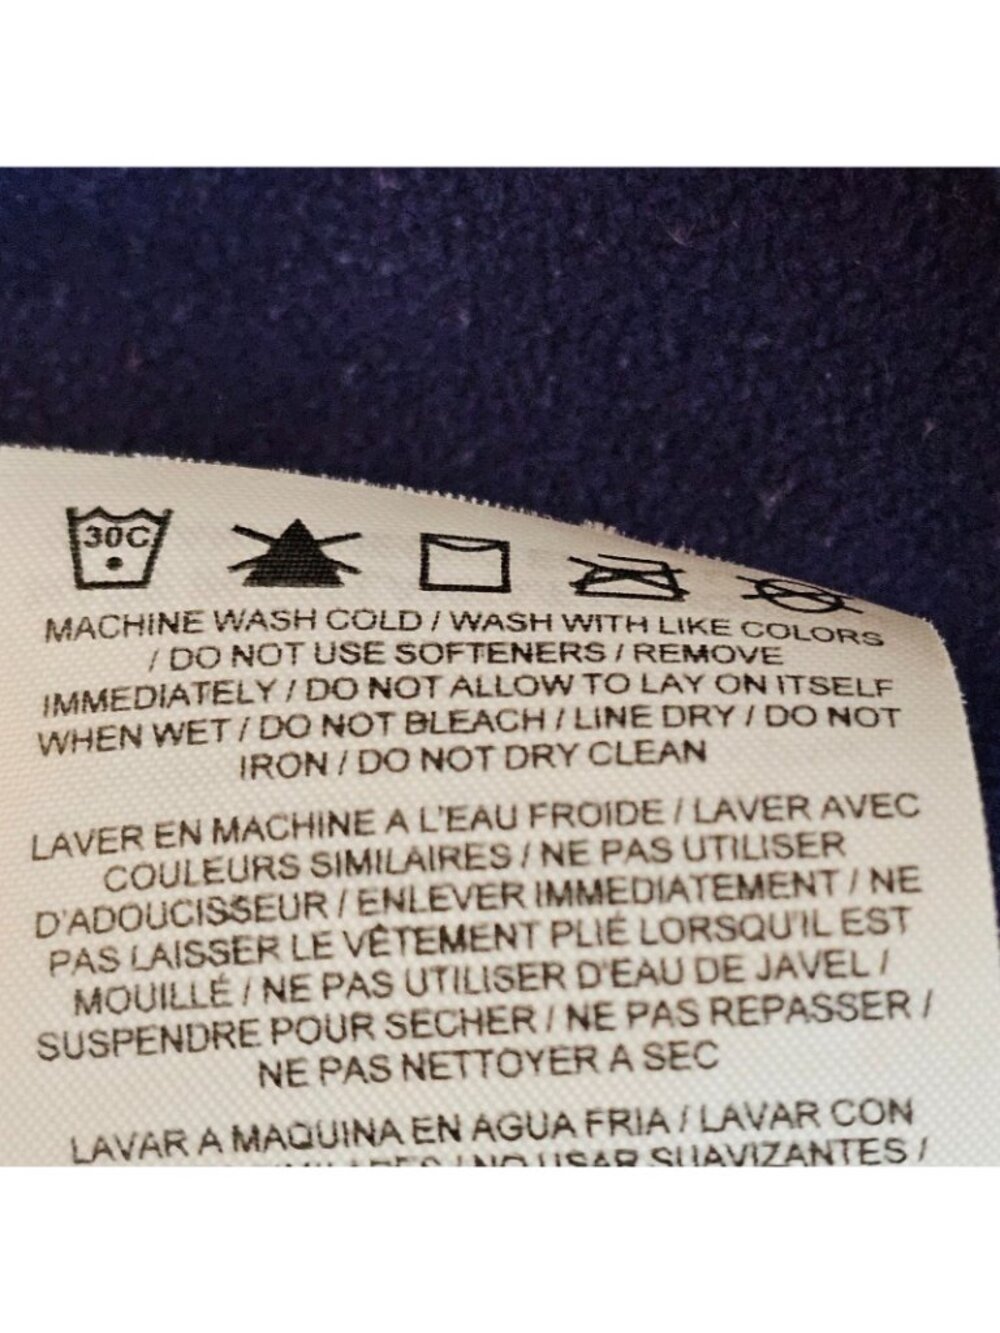 30C
MACHINE WASH COLD / WASH WITH LIKE COLORS
/ DO NOT USE SOFTENERS / REMOVE
IMMEDIATELY / DO NOT ALLOW TO LAY ON ITSELF
WHEN WET / DO NOT BLEACH / LINE DRY / DO NOT
IRON / DO NOT DRY CLEAN
LAVER EN MACHINE A L'EAU FROIDE / LAVER AVEC
COULEURS SIMILAIRES / NE PAS UTILISER
D'ADOUCISSEUR / ENLEVER IMMEDIATEMENT / NE
PAS LAISSER LE VÊTEMENT PLIÉ LORSQU'IL EST
MOUILLÉ / NE PAS UTILISER D'EAU DE JAVEL /
SUSPENDRE POUR SECHER / NE PAS REPASSER /
NE PAS NETTOYER A SEC
LAVAR A MAQUINA EN AGUA FRIA / LAVAR CON
/ NO USAR SUAVIZANTES /